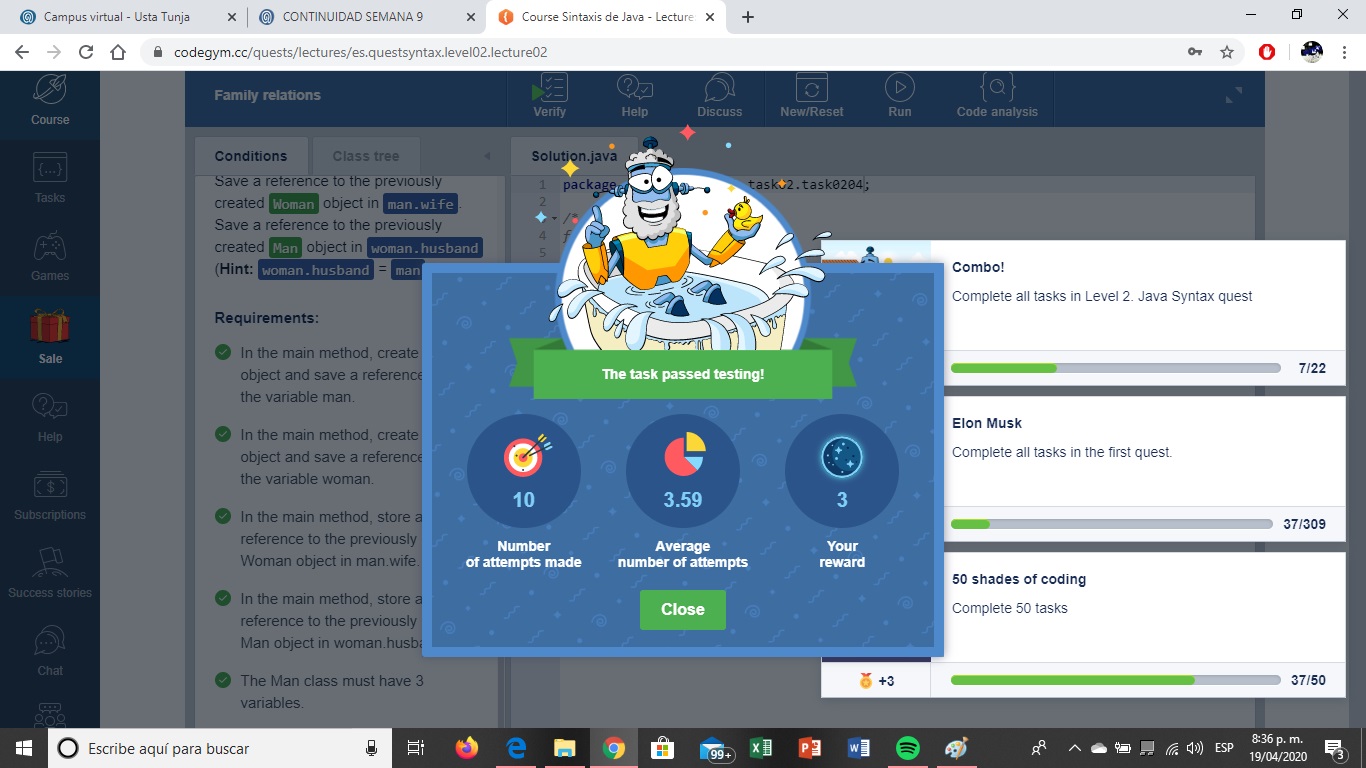 Campus virtual - Usta Tunja
CONTINUIDAD SEMANA 9
Course Sintaxis de Java - Lecture
codegym.cc/quests/lectures/es.questsyntax.level02.lecture02
Course
Tasks
Games
Sale
Help
Subscriptions
Success stories
Chat
Family relations
Verify
Help
Discuss
New/Reset
Run
Code analysis
Conditions
Class tree
Save a reference to the previously
created Woman object in man.wife.
Save a reference to the previously
created Man object in woman.husband
(Hint: woman.husband = man
Requirements:
In the main method, create
object and save a reference
the variable man.
In the main method, create
object and save a reference
the variable woman.
In the main method, store a
reference to the previously
Woman object in man.wife.
In the main method, store a
reference to the previously
Man object in woman.husba
The Man class must have 3
variables.
Solution.java
1 package task02.task0204;
2
3 /*
4
5
The task passed testing!
10
Number
of attempts made
3.59
Average
number of attempts
3
Your
reward
Close
Combo!
Complete all tasks in Level 2. Java Syntax quest
7/22
Elon Musk
Complete all tasks in the first quest.
37/309
50 shades of coding
Complete 50 tasks
+3
37/50
Escribe aquí para buscar
99+
ESP
8:36 p. m.
19/04/2020
3